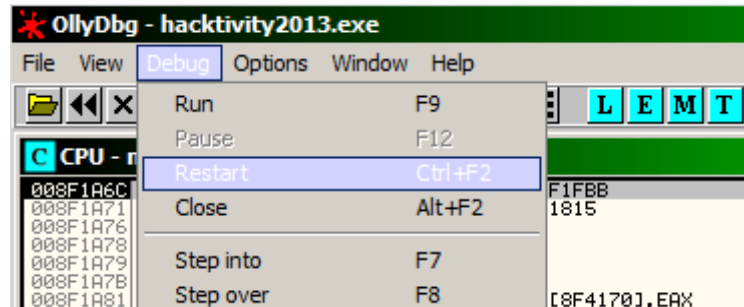 OllyDbg - hacktivity2013.exe
File View Debug Options Window Help
L E M T
Run F9
Pause F12
Restart Ctrl+F2
Close Alt+F2
Step into F7
Step over F8
C CPU - 
008F1A6C F1FBB
008F1A71 1815
008F1A76
008F1A78
008F1A79
008F1A7B
008F1A81 [8F4170],EAX